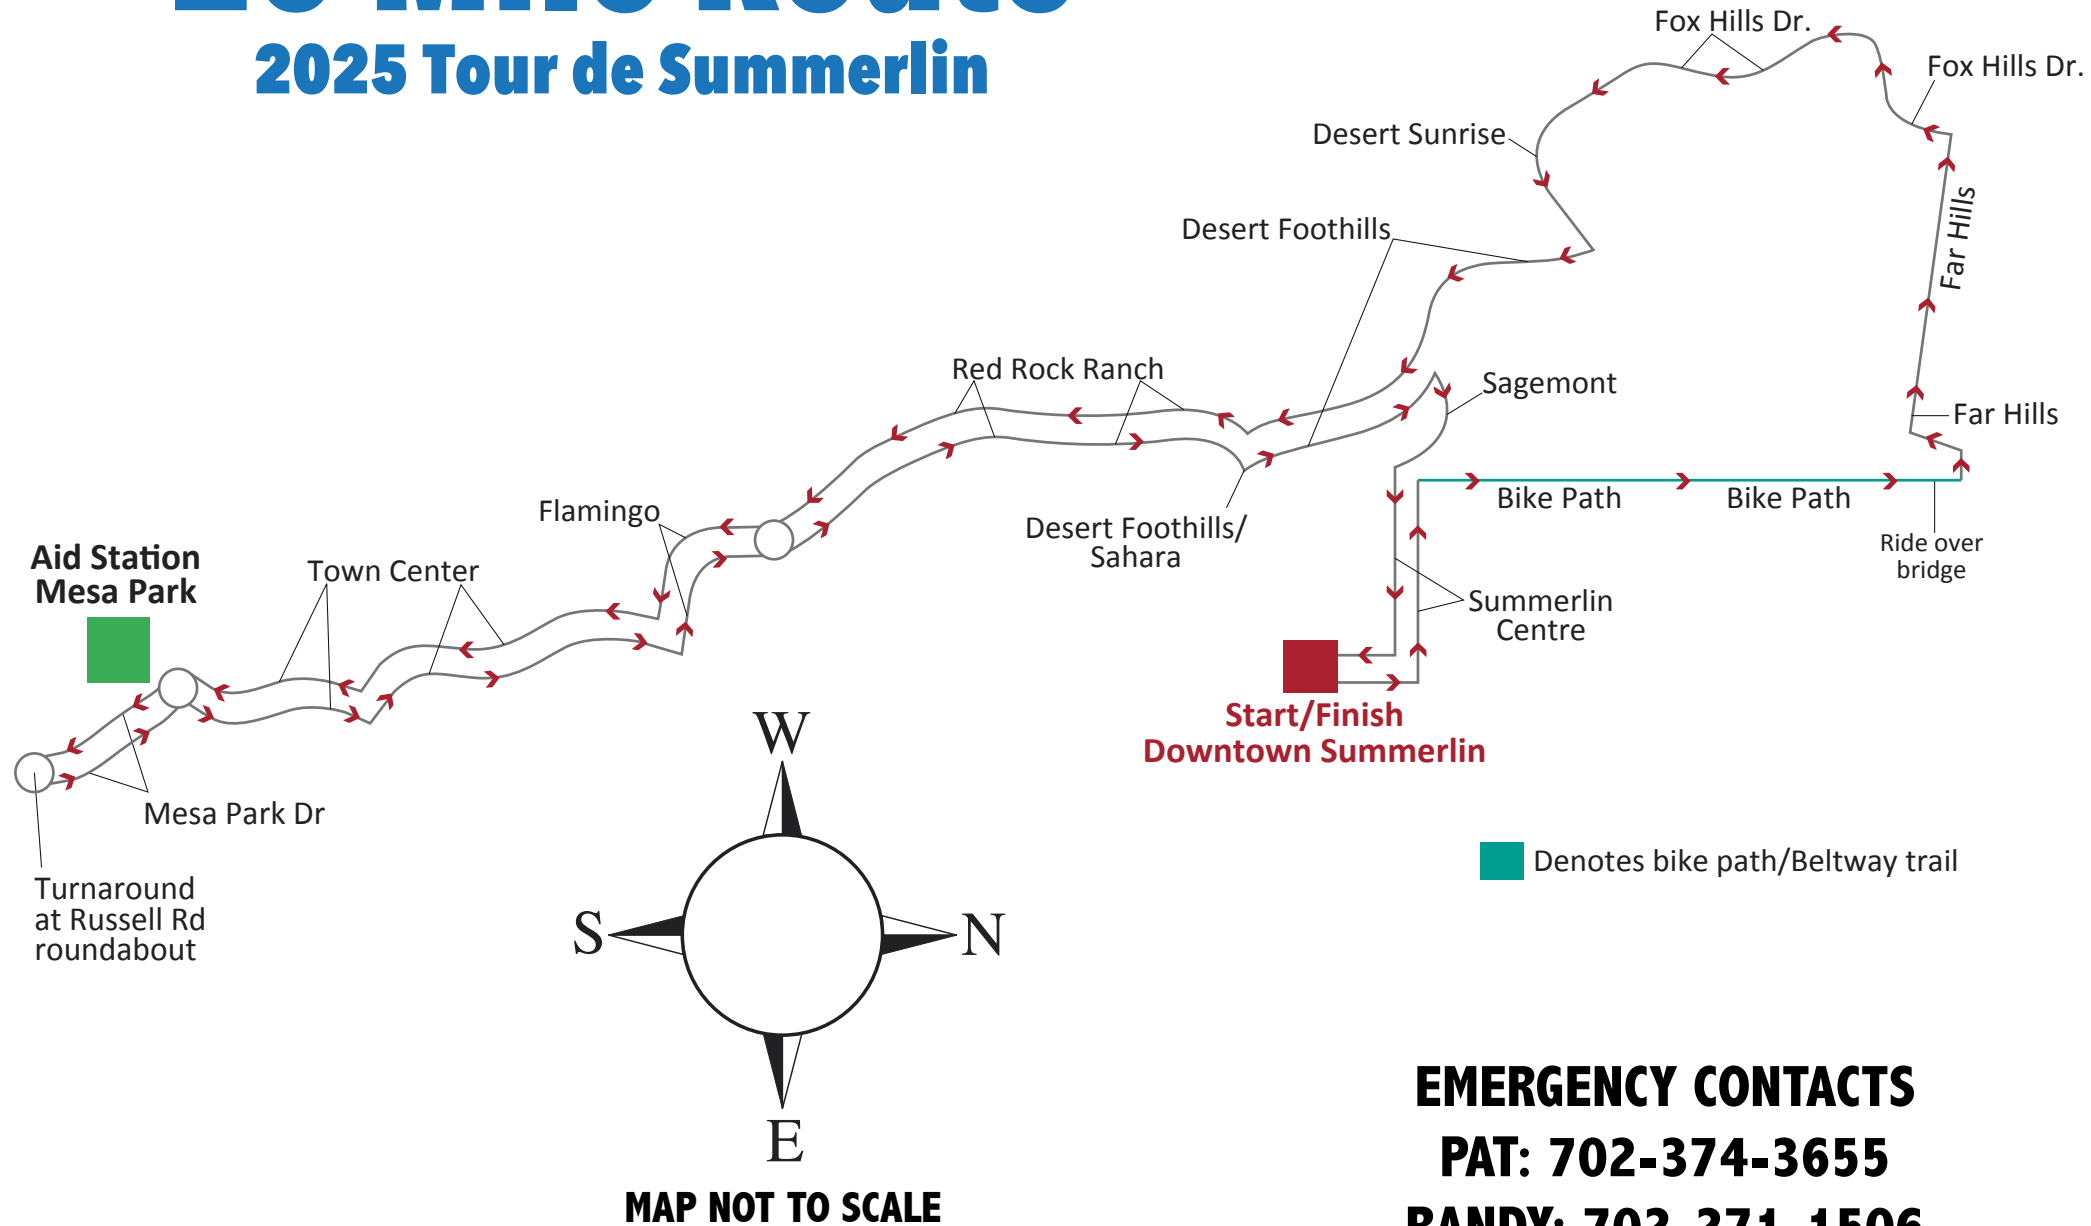 2025 Tour de Summerlin
Fox Hills Dr.
Fox Hills Dr.
Desert Sunrise
Far Hills
Desert Foothills
Red Rock Ranch
Sagemont
Far Hills
Bike Path
Bike Path
Flamingo
Desert Foothills/
Sahara
Ride over
bridge
Aid Station
Mesa Park
Town Center
Summerlin
Centre
Start/Finish
Downtown Summerlin
Mesa Park Dr
Turnaround
at Russell Rd
roundabout
Denotes bike path/Beltway trail
W
S
N
E
MAP NOT TO SCALE
EMERGENCY CONTACTS
PAT: 702-374-3655